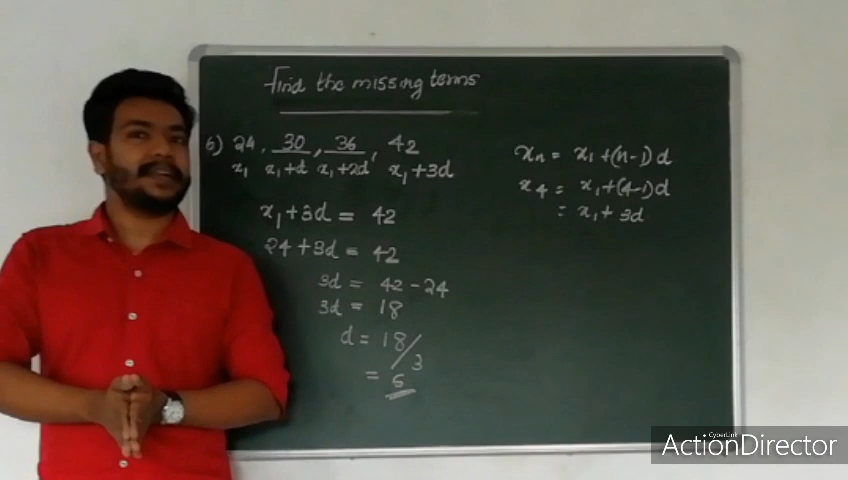 Find the missing terms
6) 24, 30, 36, 42
x₁ x₁+d x₁+2d x₁+3d
x₁+3d = 42
24+3d = 42
3d = 42-24
3d = 18
d = 18/3
= 6
xₙ = x₁+(n-1)d
x₄ = x₁+(4-1)d
= x₁+3d
CyberLink
ActionDirector